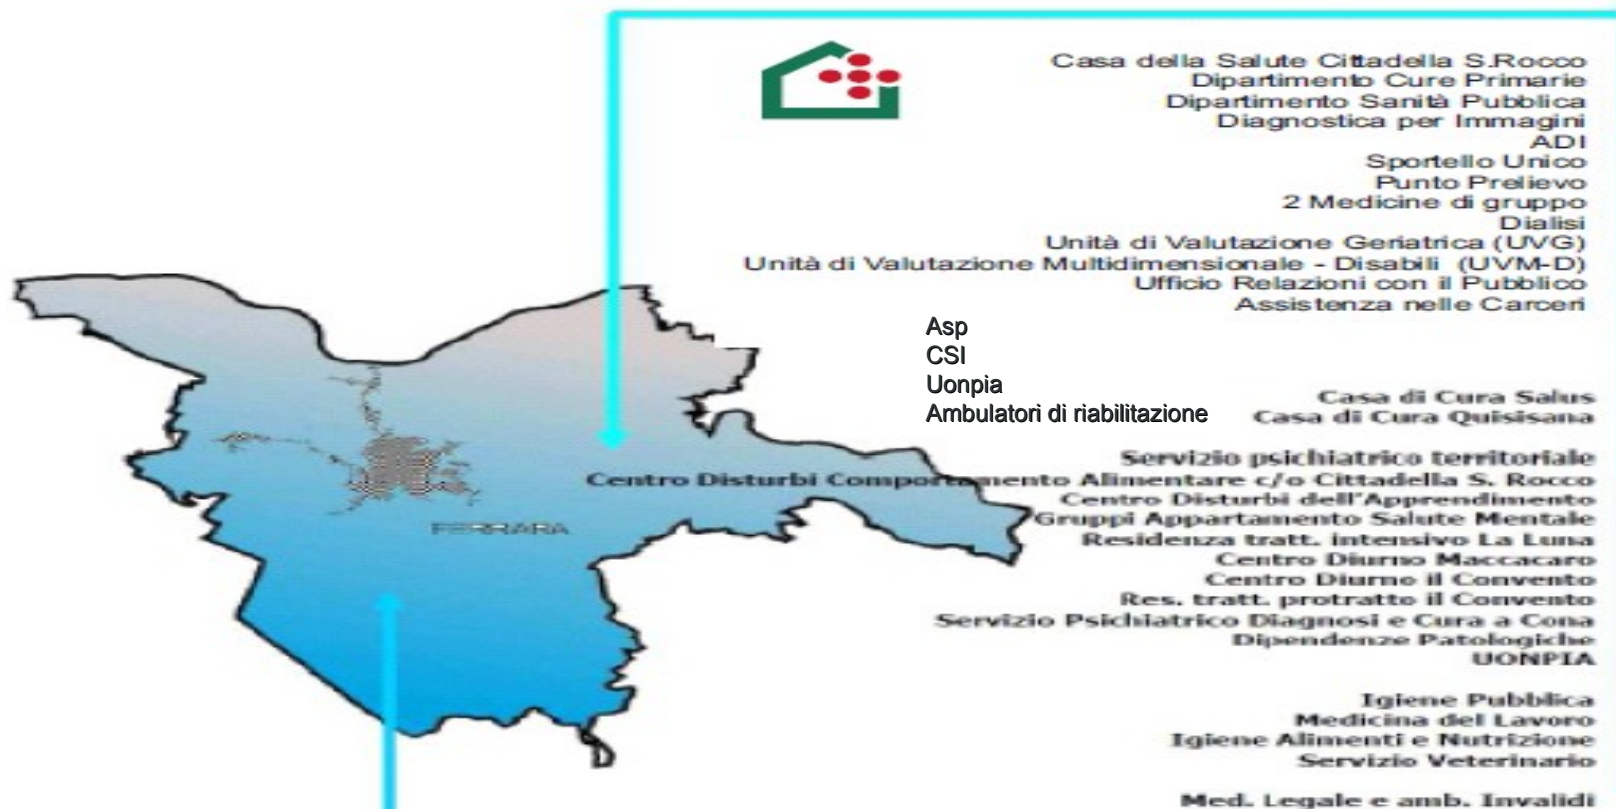 Casa della Salute Cittadella S.Rocco
Dipartimento Cure Primarie
Dipartimento Sanità Pubblica
Diagnostica per Immagini
ADI
Sportello Unico
Punto Prelievo
2 Medicine di gruppo
Dialisi
Unità di Valutazione Geriatrica (UVG)
Unità di Valutazione Multidimensionale - Disabili (UVM-D)
Ufficio Relazioni con il Pubblico
Assistenza nelle Carceri
Asp
CSI
Uonpia
Ambulatori di riabilitazione
Casa di Cura Salus
Casa di Cura Quisisana
Servizio psichiatrico territoriale
Centro Disturbi Comportamento Alimentare c/o Cittadella S. Rocco
Centro Disturbi dell'Apprendimento
Gruppi Appartamento Salute Mentale
Residenza tratt. intensivo La Luna
Centro Diurno Maccacaro
Centro Diurno il Convento
Res. tratt. protratto il Convento
Servizio Psichiatrico Diagnosi e Cura a Cona
Dipendenze Patologiche
UONPIA
Igiene Pubblica
Medicina del Lavoro
Igiene Alimenti e Nutrizione
Servizio Veterinario
Med. Legale e amb. Invalidi
FERRARA